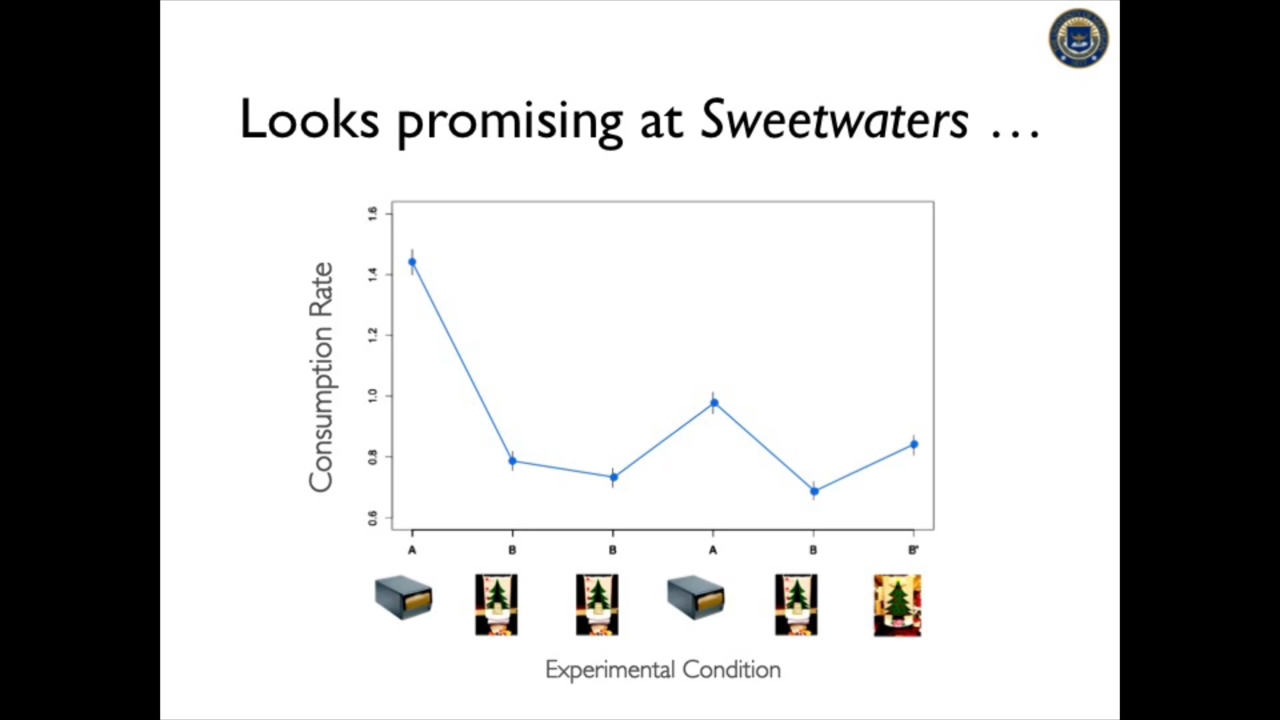 Looks promising at Sweetwaters …
Consumption Rate
1.6
1.4
1.2
1.0
0.8
0.6
A B B A B B*
Experimental Condition